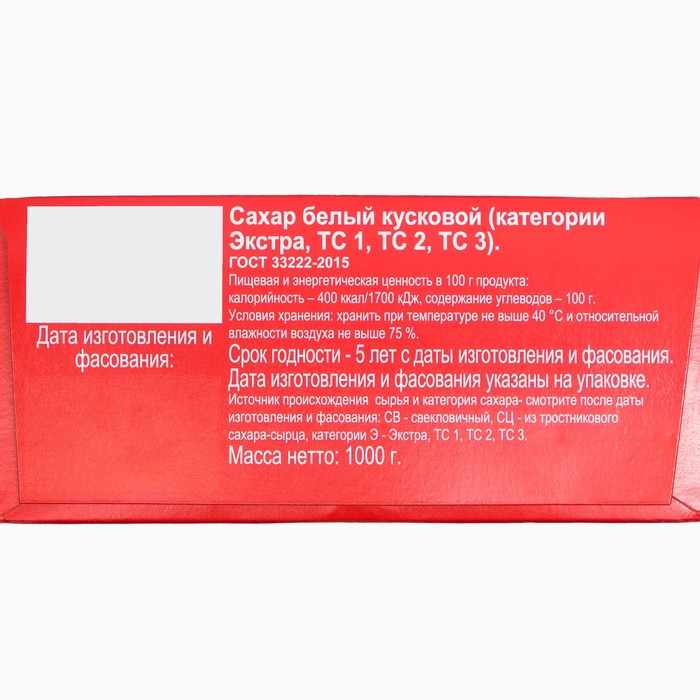 Сахар белый кусковой (категории
Экстра, ТС 1, ТС 2, ТС 3).
ГОСТ 33222-2015
Пищевая и энергетическая ценность в 100 г продукта:
калорийность – 400 ккал/1700 кДж, содержание углеводов – 100 г.
Условия хранения: хранить при температуре не выше 40 °С и относительной
влажности воздуха не выше 75 %.
Срок годности - 5 лет с даты изготовления и фасования.
Дата изготовления и фасования указаны на упаковке.
Источник происхождения сырья и категория сахара- смотрите после даты
изготовления и фасования: СВ - свекловичный, СЦ - из тростникового
сахара-сырца, категории Э - Экстра, ТС 1, ТС 2, ТС 3.
Масса нетто: 1000 г.
Дата изготовления и
фасования: